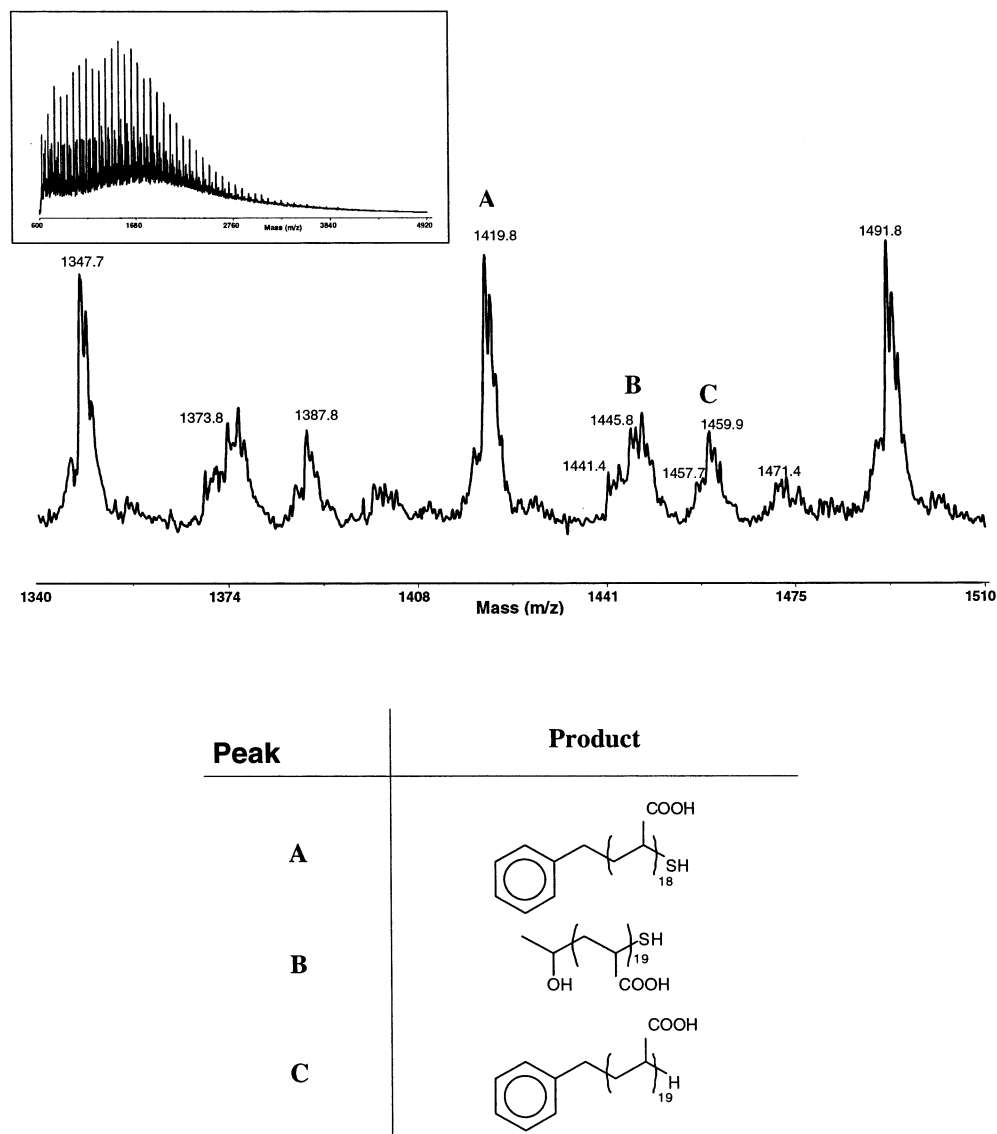 600
1680
2760
3840
4920
Mass (m/z)
A
1419.8
1491.8
1347.7
B
C
1373.8
1387.8
1445.8
1459.9
1441.4
1457.7
1471.4
1340
1374
1408
1441
1475
1510
Mass (m/z)
Peak
Product
A
COOH
SH
18
B
SH
19
OH
COOH
C
COOH
H
19